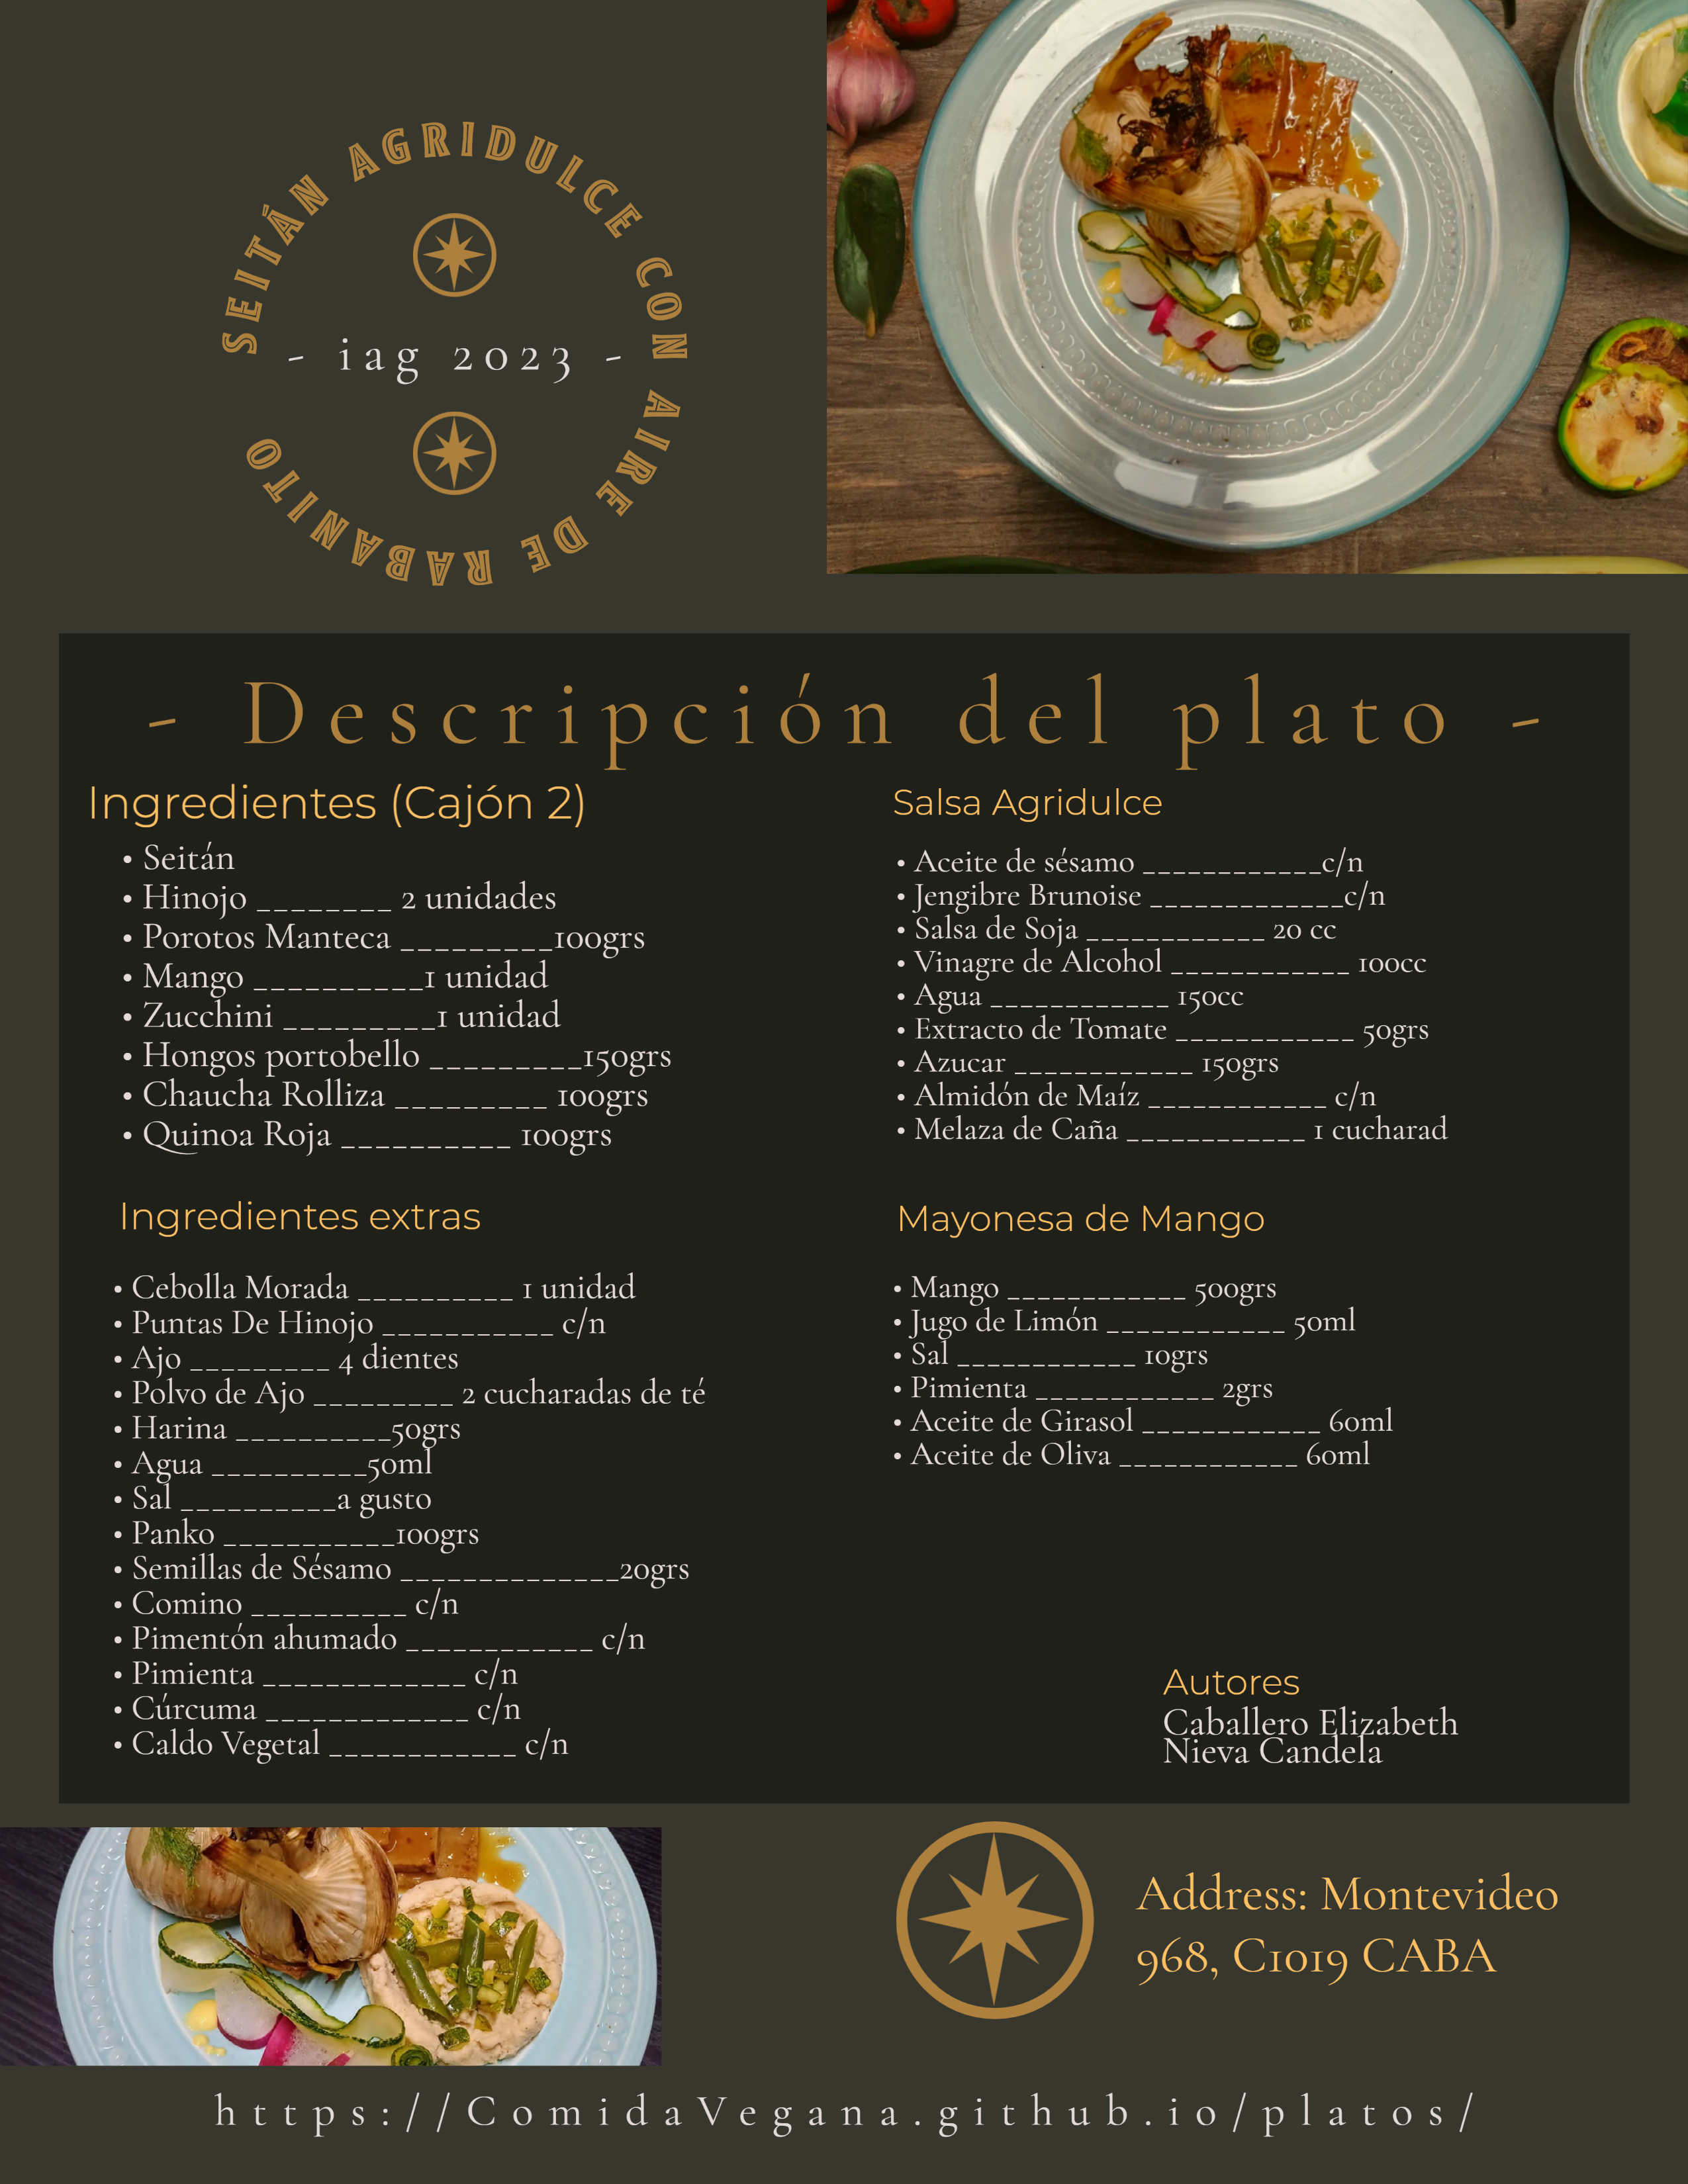 SEITÁN AGRIDULCE CON AIRE DE RABANITO
- iag 2023 -
- Descripción del plato -
Ingredientes (Cajón 2)
• Seitán
• Hinojo ________ 2 unidades
• Porotos Manteca _________100grs
• Mango __________1 unidad
• Zucchini _________1 unidad
• Hongos portobello _________150grs
• Chaucha Rolliza _________ 100grs
• Quinoa Roja __________ 100grs
Ingredientes extras
• Cebolla Morada __________ 1 unidad
• Puntas De Hinojo ___________ c/n
• Ajo _________ 4 dientes
• Polvo de Ajo _________ 2 cucharadas de té
• Harina __________50grs
• Agua __________50ml
• Sal __________a gusto
• Panko ___________100grs
• Semillas de Sésamo ______________20grs
• Comino __________ c/n
• Pimentón ahumado ____________ c/n
• Pimienta _____________ c/n
• Cúrcuma _____________ c/n
• Caldo Vegetal ____________ c/n
Salsa Agridulce
• Aceite de sésamo ____________c/n
• Jengibre Brunoise _____________c/n
• Salsa de Soja ____________ 20 cc
• Vinagre de Alcohol ____________ 100cc
• Agua ____________ 150cc
• Extracto de Tomate ____________ 50grs
• Azucar ____________ 150grs
• Almidón de Maíz ____________ c/n
• Melaza de Caña ____________ 1 cucharad
Mayonesa de Mango
• Mango ____________ 500grs
• Jugo de Limón ____________ 50ml
• Sal ____________ 10grs
• Pimienta ____________ 2grs
• Aceite de Girasol ____________ 60ml
• Aceite de Oliva ____________ 60ml
Autores
Caballero Elizabeth
Nieva Candela
Address: Montevideo
968, C1019 CABA
https://ComidaVegana.github.io/platos/